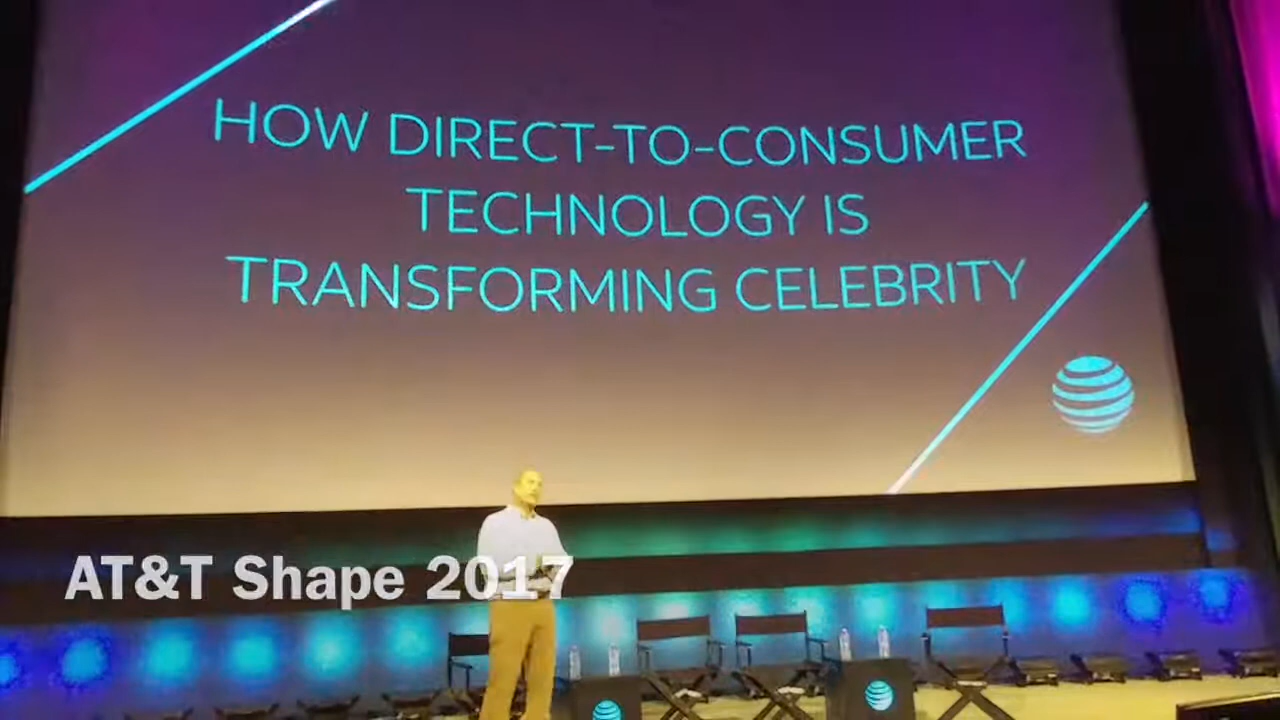 HOW DIRECT-TO-CONSUMER
TECHNOLOGY IS
TRANSFORMING CELEBRITY
AT&T Shape 2017